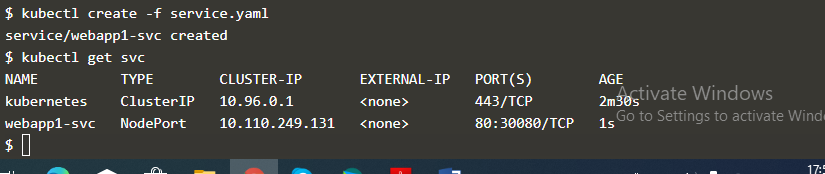 $ kubectl create -f service.yaml
service/webapp1-svc created
$ kubectl get svc
NAME TYPE CLUSTER-IP EXTERNAL-IP PORT(S) AGE
kubernetes ClusterIP 10.96.0.1 <none> 443/TCP 2m30s
webapp1-svc NodePort 10.110.249.131 <none> 80:30080/TCP 1s
$
Activate Windows
Go to Settings to activate Wind